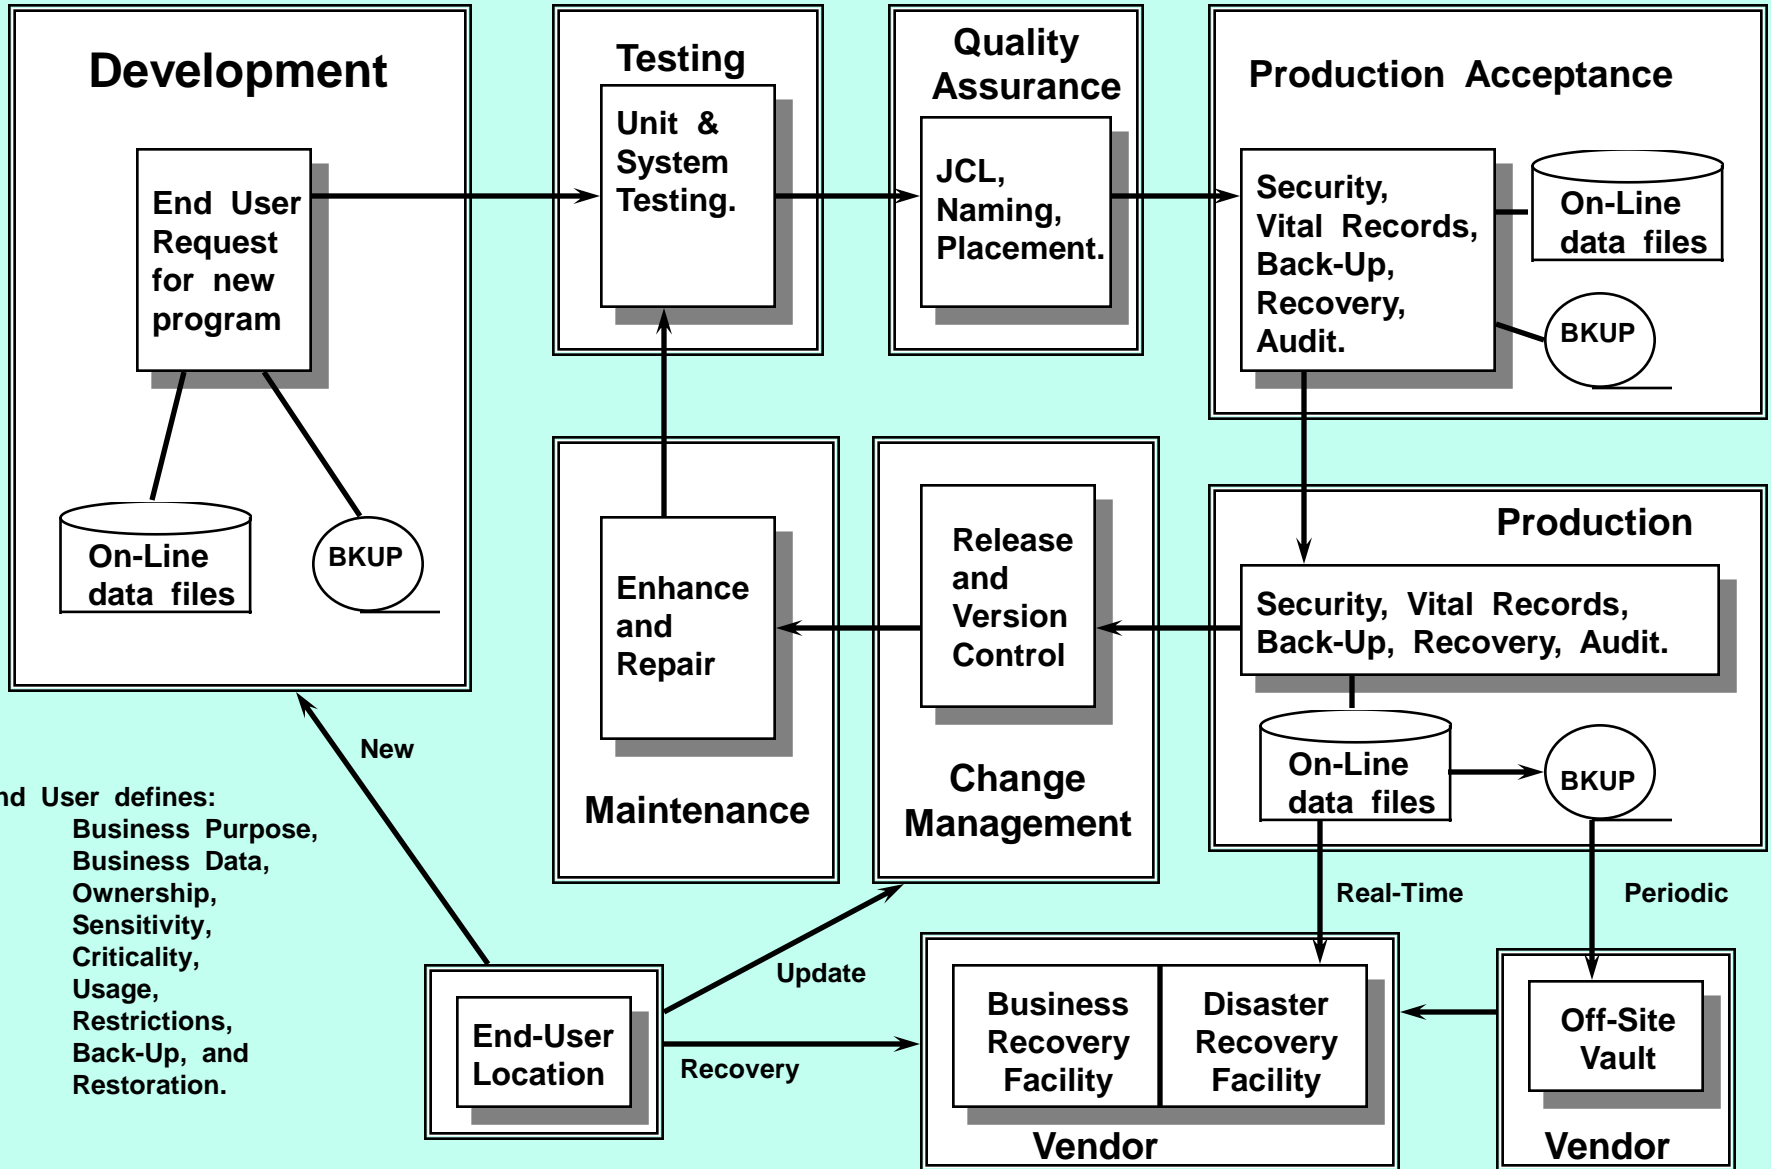 Development
End User
Request
for new
program
On-Line
data files
BKUP
Testing
Unit &
System
Testing.
Quality
Assurance
JCL,
Naming,
Placement.
Production Acceptance
Security,
Vital Records,
Back-Up,
Recovery,
Audit.
On-Line
data files
BKUP
Enhance
and
Repair
Maintenance
Release
and
Version
Control
Change
Management
Production
Security, Vital Records,
Back-Up, Recovery, Audit.
On-Line
data files
BKUP
New
nd User defines:
Business Purpose,
Business Data,
Ownership,
Sensitivity,
Criticality,
Usage,
Restrictions,
Back-Up, and
Restoration.
Update
Real-Time
Periodic
End-User
Location
Recovery
Business
Recovery
Facility
Disaster
Recovery
Facility
Vendor
Off-Site
Vault
Vendor